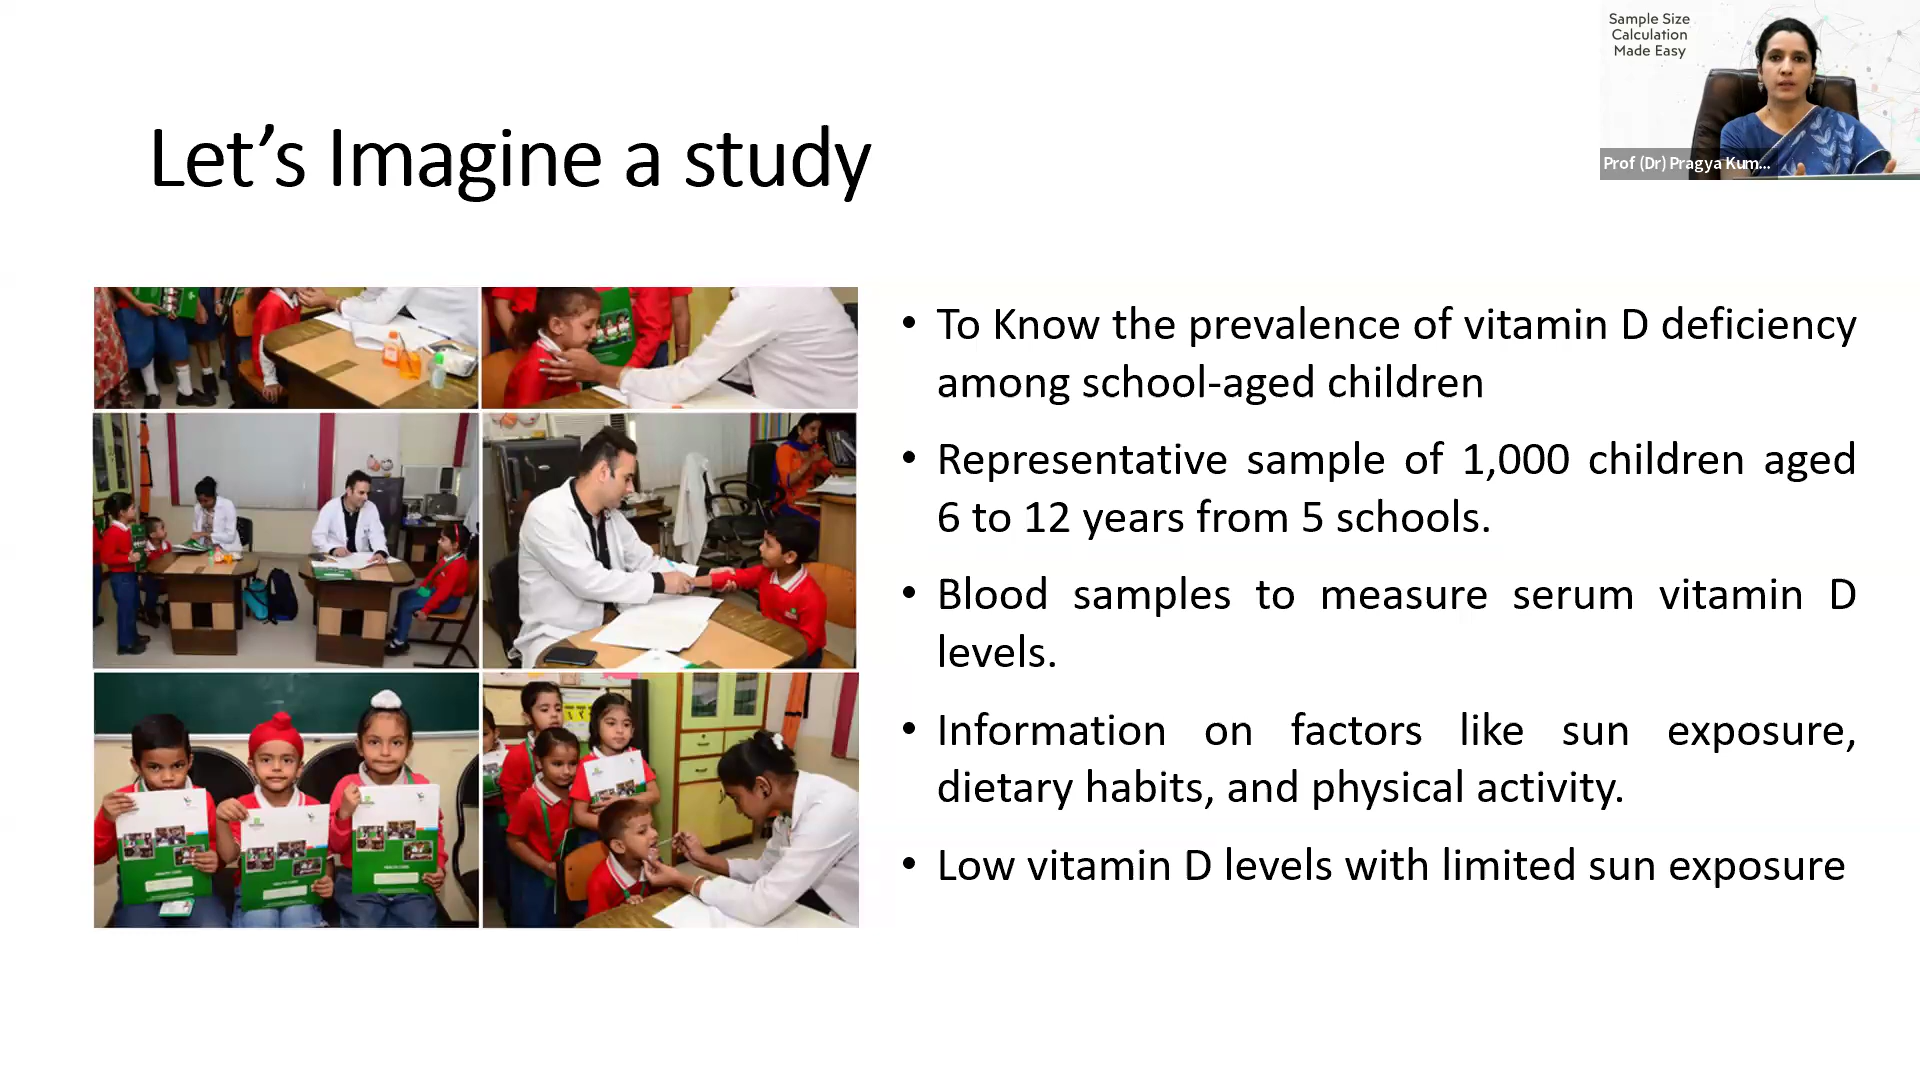 Sample Size
Calculation
Made Easy
Prof (Dr) Pragya Kum...
Let’s Imagine a study
• To Know the prevalence of vitamin D deficiency
among school-aged children
• Representative sample of 1,000 children aged
6 to 12 years from 5 schools.
• Blood samples to measure serum vitamin D
levels.
• Information on factors like sun exposure,
dietary habits, and physical activity.
• Low vitamin D levels with limited sun exposure